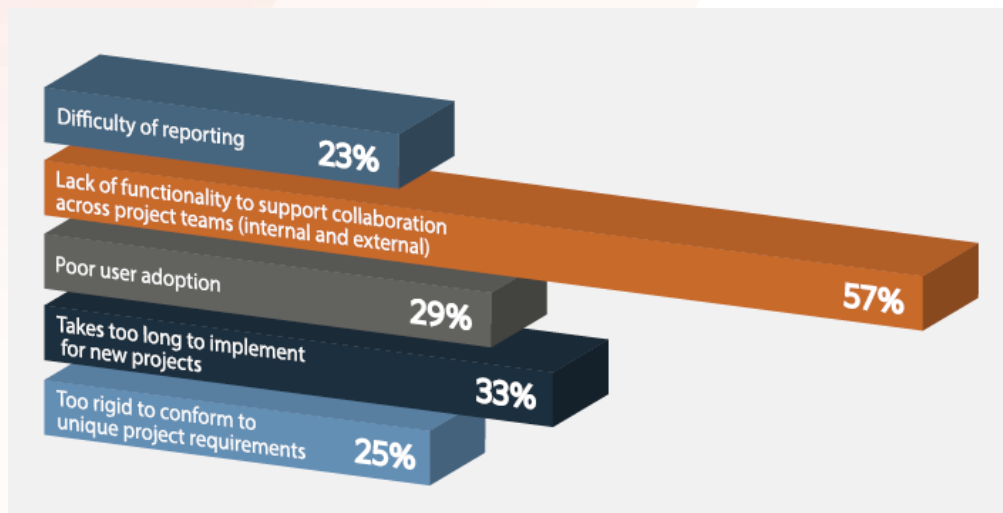 Difficulty of reporting
23%
Lack of functionality to support collaboration
across project teams (internal and external)
57%
Poor user adoption
29%
Takes too long to implement
for new projects
33%
Too rigid to conform to
unique project requirements
25%